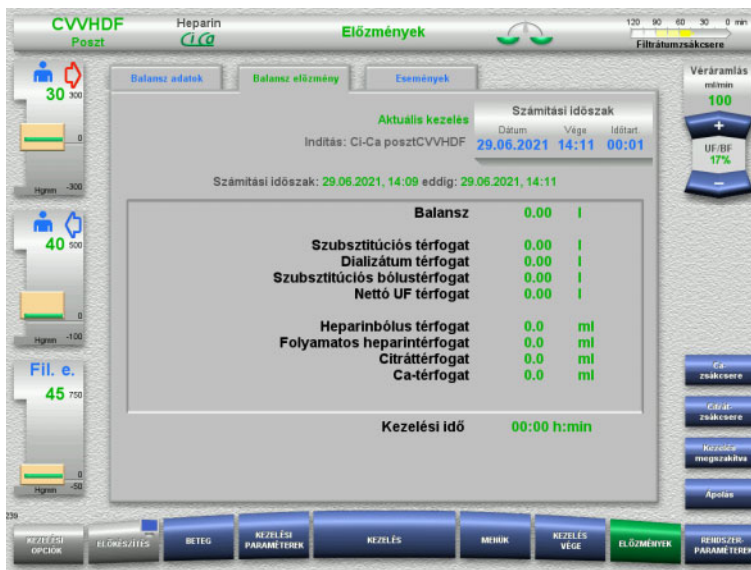 CVVHDF
Poszt
Heparin
Ci Ca
Előzmények
120 90 60 30 0 min
Filtrátumzsákcsere
30 300
0
Hgmm -300
40 500
0
Hgmm -100
Fil. e.
45 750
0
Hgmm -50
Balansz adatok
Balansz előzmény
Események
Aktuális kezelés
Indítás: Ci-Ca posztCVVHDF
Számítási időszak
Dátum Vége Időtart.
29.06.2021 14:11 00:01
Számítási időszak: 29.06.2021, 14:09 eddig: 29.06.2021, 14:11
Balansz 0.00 l
Szubsztitúciós térfogat 0.00 l
Dializátum térfogat 0.00 l
Szubsztitúciós bólustérfogat 0.00 l
Nettó UF térfogat 0.00 l
Heparinbólus térfogat 0.0 ml
Folyamatos heparintérfogat 0.0 ml
Citráttérfogat 0.0 ml
Ca-térfogat 0.0 ml
Kezelési idő 00:00 h:min
Véráramlás
ml/min
100
+
UF/BF
17%
–
Ca-
zsákcsere
Citrát-
zsákcsere
Kezelés
megszakítva
Ápolás
239
KEZELÉSI
OPCIÓK
ELŐKÉSZÍTÉS
BETEG
KEZELÉSI
PARAMÉTEREK
KEZELÉS
MENÜK
KEZELÉS
VÉGE
ELŐZMÉNYEK
RENDSZER-
PARAMÉTEREK